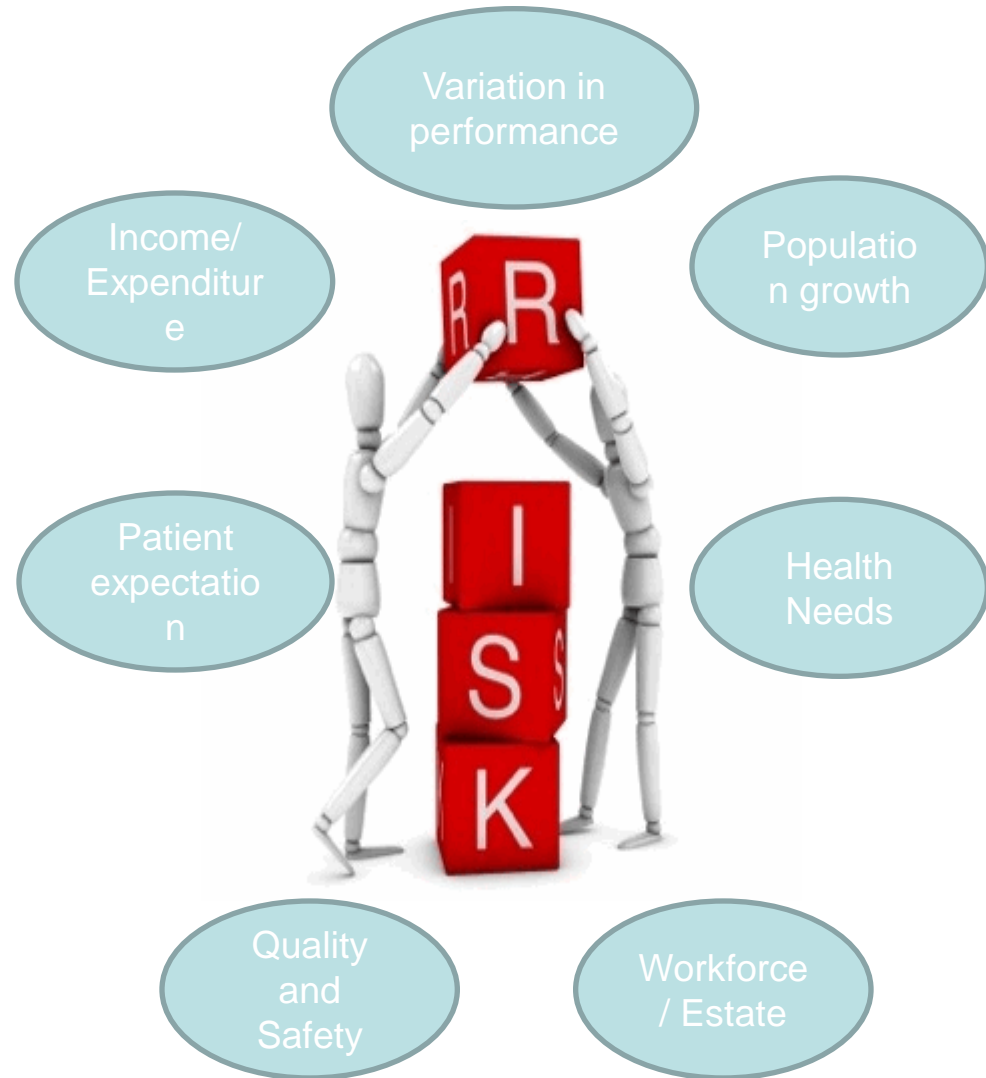 Variation in
performance
Income/
Expenditur
e
Populatio
n growth
R R
Patient
expectatio
n
I I
Health
Needs
S S
K
Quality
and
Safety
Workforce
/ Estate